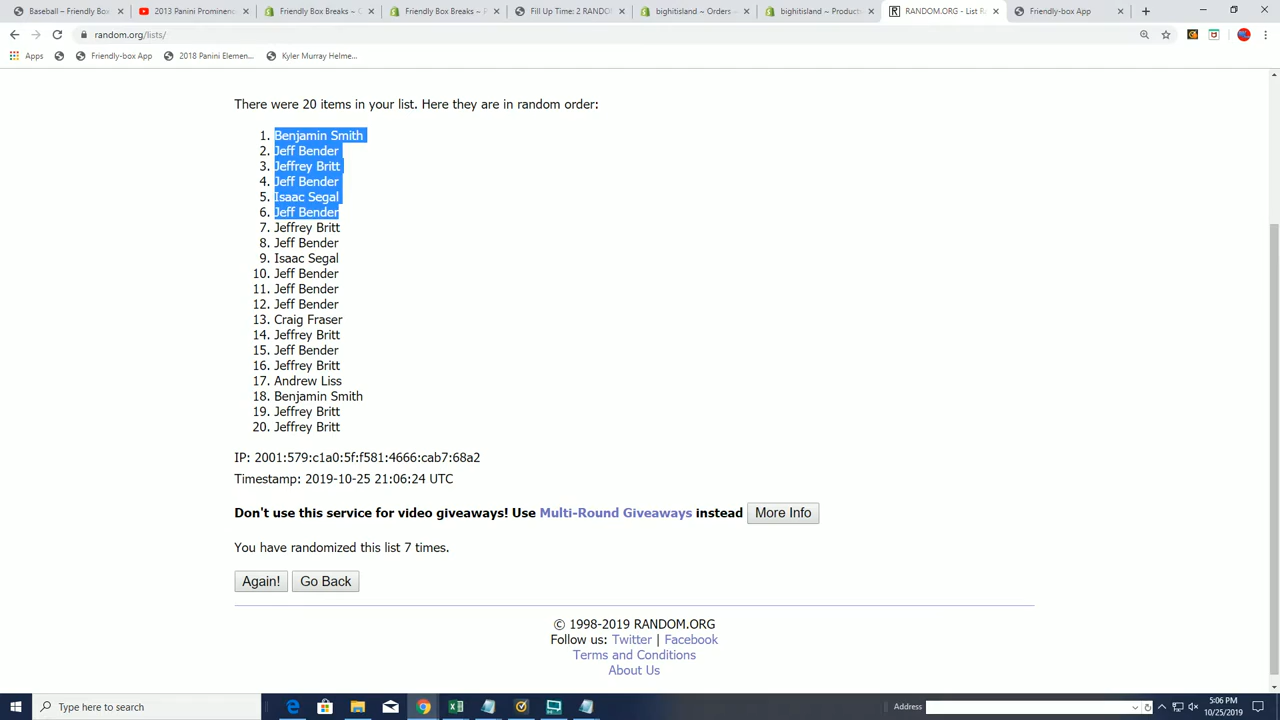 Baseball – Friendly Box
2013 Panini Prominenc
Friendly Box Breaks – C
Friendly Box Breaks – P
Fill Up Time: 2 RANDO
bighitisland ~ Orders
bighitisland ~ Product
RANDOM.ORG - List R
Friendly-box App
random.org/lists/
Apps
Friendly-box App
2018 Panini Elemen...
Kyler Murray Helme...
There were 20 items in your list. Here they are in random order:
1. Benjamin Smith
2. Jeff Bender
3. Jeffrey Britt
4. Jeff Bender
5. Isaac Segal
6. Jeff Bender
7. Jeffrey Britt
8. Jeff Bender
9. Isaac Segal
10. Jeff Bender
11. Jeff Bender
12. Jeff Bender
13. Craig Fraser
14. Jeffrey Britt
15. Jeff Bender
16. Jeffrey Britt
17. Andrew Liss
18. Benjamin Smith
19. Jeffrey Britt
20. Jeffrey Britt
IP: 2001:579:c1a0:5f:f581:4666:cab7:68a2
Timestamp: 2019-10-25 21:06:24 UTC
Don't use this service for video giveaways! Use Multi-Round Giveaways instead More Info
You have randomized this list 7 times.
Again! Go Back
© 1998-2019 RANDOM.ORG
Follow us: Twitter | Facebook
Terms and Conditions
About Us
Type here to search
Address
5:06 PM
10/25/2019